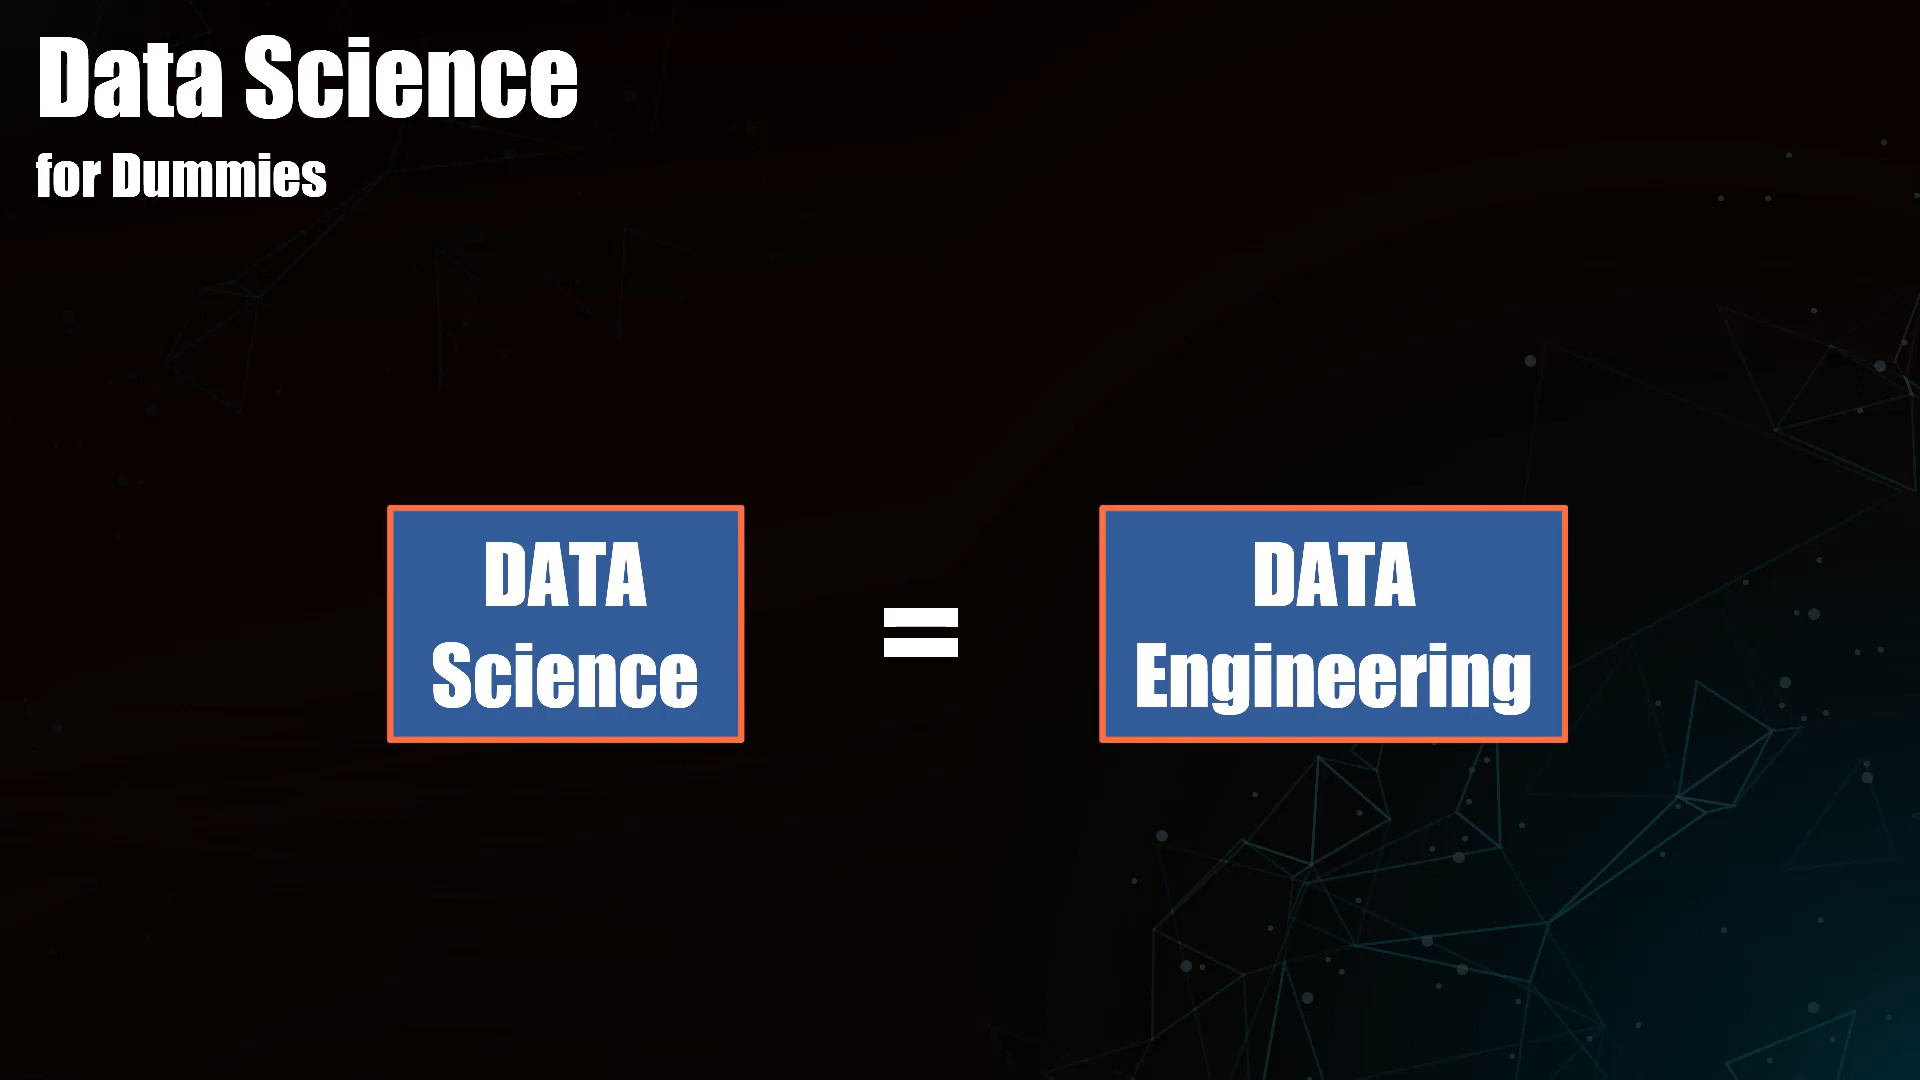 Data Science
for Dummies
DATA
Science
=
DATA
Engineering